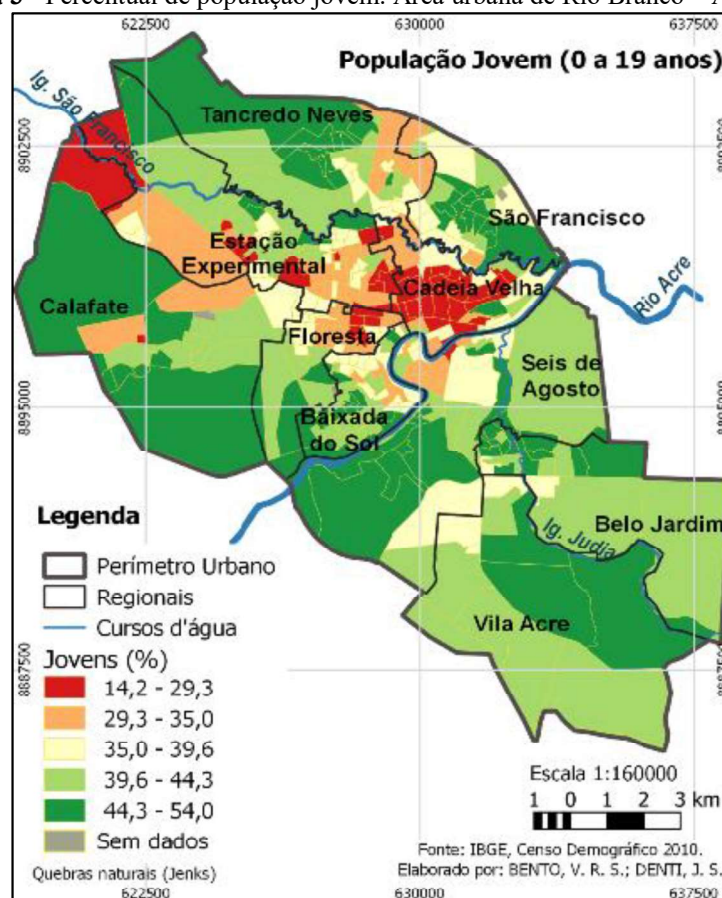 Percentual de população jovem. Área urbana de Rio Branco
622500 630000 637500
População Jovem (0 a 19 anos)
Ig. São Francisco
Tancredo Neves
8902500
São Francisco
Estação
Experimental
Cadeia Velha
Rio Acre
Calafate
Floresta
Seis de
Agosto
8895000
8895000
Baixada
do Sol
Legenda
Belo Jardim
Ig. Judia
Perímetro Urbano
Regionais
Cursos d'água
Vila Acre
Jovens (%)
8887500
14,2 - 29,3
29,3 - 35,0
35,0 - 39,6
39,6 - 44,3
44,3 - 54,0
Sem dados
Escala 1:160000
1 0 1 2 3 km
Quebras naturais (Jenks)
Fonte: IBGE, Censo Demográfico 2010.
Elaborado por: BENTO, V. R. S.; DENTI, J. S.
622500 630000 637500